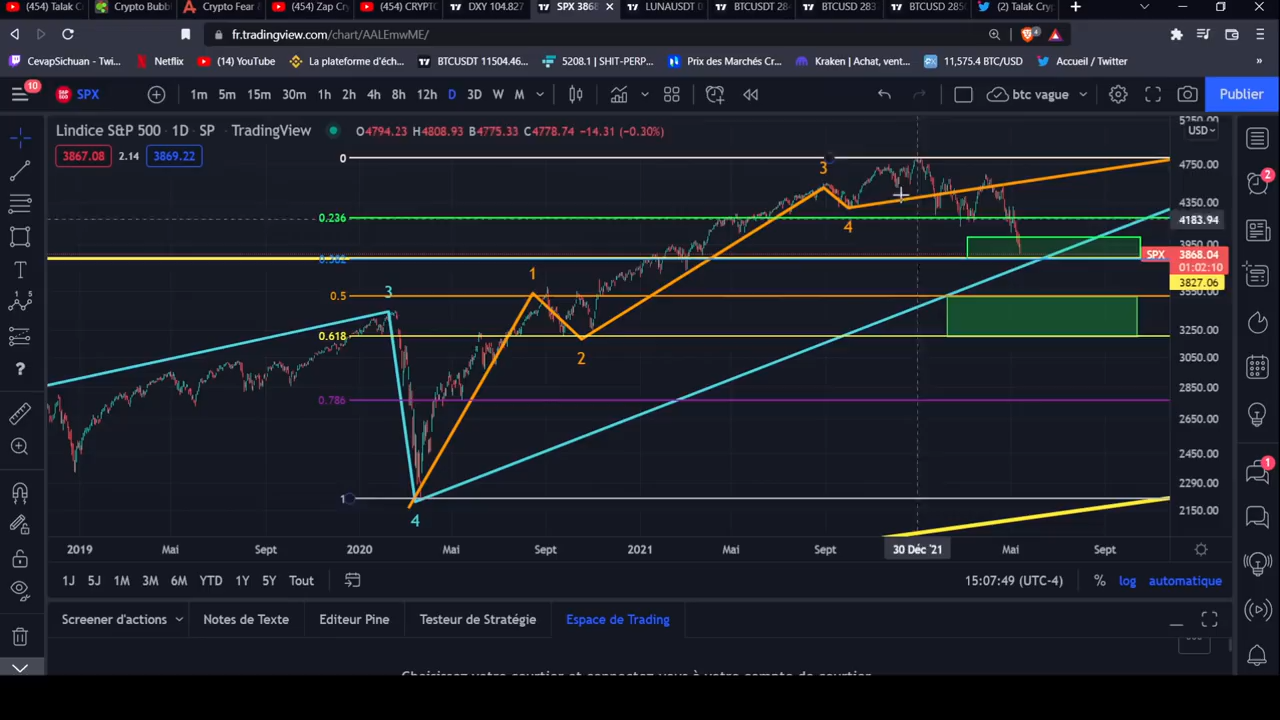 (454) Talak C
Crypto Bubb
Crypto Fear
(454) Zap Cry
(454) CRYPTO
DXY 104.827
SPX 3868
LUNAUSDT
BTCUSDT 28
BTCUSD 283
BTCUSD 285
(2) Talak Cry
fr.tradingview.com/chart/AALEmwME/
CevapSichuan - Twi...
Netflix
(14) YouTube
La plateforme d'éch...
BTCUSDT 11504.46...
5208.1 | SHIT-PERP...
Prix des Marchés Cr...
Kraken | Achat, vent...
11,575.4 BTC/USD
Accueil / Twitter
»
10
SPX
1m 5m 15m 30m 1h 2h 4h 8h 12h D 3D W M
btc vague
Publier
Lindice S&P 500 · 1D · SP · TradingView
O4794.23 H4808.93 B4775.33 C4778.74 −14.31 (−0.30%)
USD
3867.08 2.14 3869.22
2
1
0
0.236
0.5
0.618
0.786
1
3
4
1
2
3
4
4750.00
4350.00
4183.94
SPX 3868.04
01:02:10
3827.06
3250.00
3050.00
2850.00
2650.00
2450.00
2290.00
2150.00
2019 Mai Sept 2020 Mai Sept 2021 Mai Sept 30 Déc '21 Mai Sept
1J 5J 1M 3M 6M YTD 1Y 5Y Tout
15:07:49 (UTC-4) % log automatique
Screener d'actions
Notes de Texte
Editeur Pine
Testeur de Stratégie
Espace de Trading